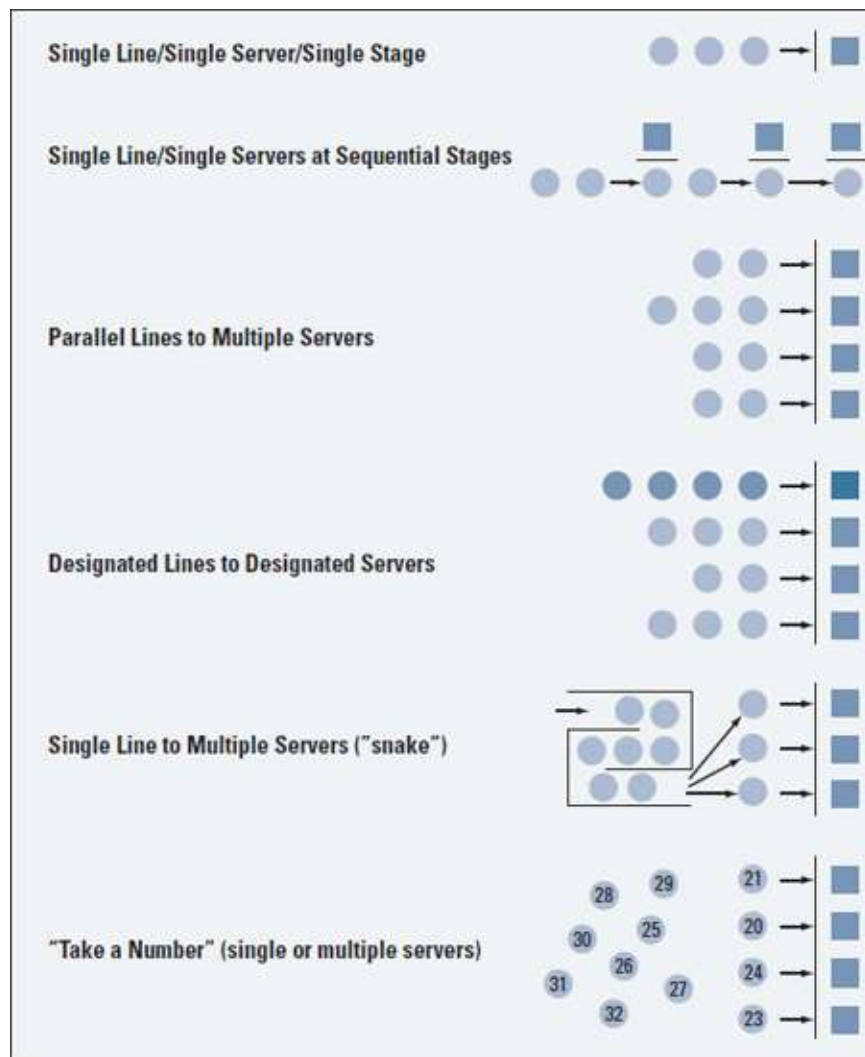 Single Line/Single Server/Single Stage
Single Line/Single Servers at Sequential Stages
Parallel Lines to Multiple Servers
Designated Lines to Designated Servers
Single Line to Multiple Servers ("snake")
"Take a Number" (single or multiple servers)
28
29
21
30
25
20
31
26
27
24
32
23